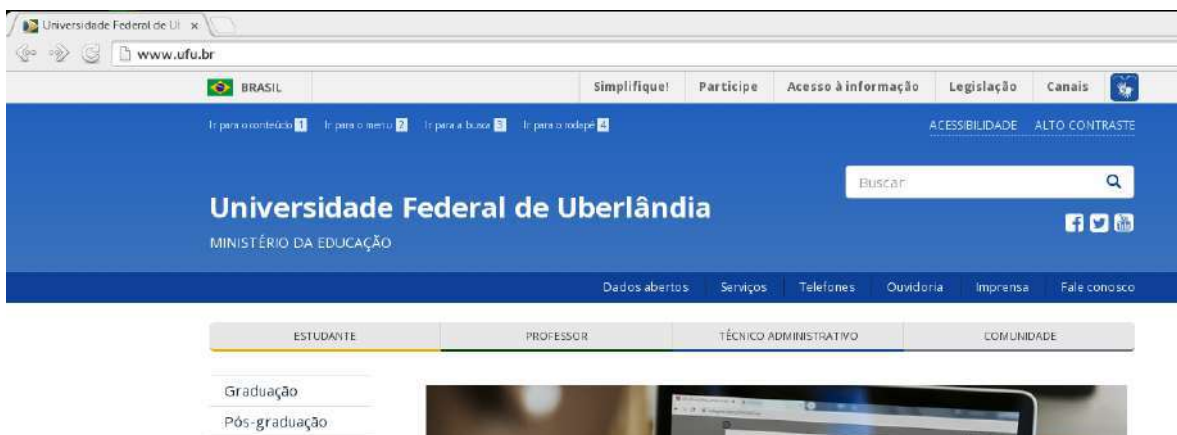 Universidade Federal de Ub
www.ufu.br
BRASIL Simplifique! Participe Acesso à informação Legislação Canais
Ir para o conteúdo 1 Ir para o menu 2 Ir para a busca 3 Ir para o rodapé 4 ACESSIBILIDADE ALTO CONTRASTE
Buscar
Universidade Federal de Uberlândia
MINISTÉRIO DA EDUCAÇÃO
Dados abertos Serviços Telefones Ouvidoria Imprensa Fale conosco
ESTUDANTE PROFESSOR TÉCNICO ADMINISTRATIVO COMUNIDADE
Graduação
Pós-graduação